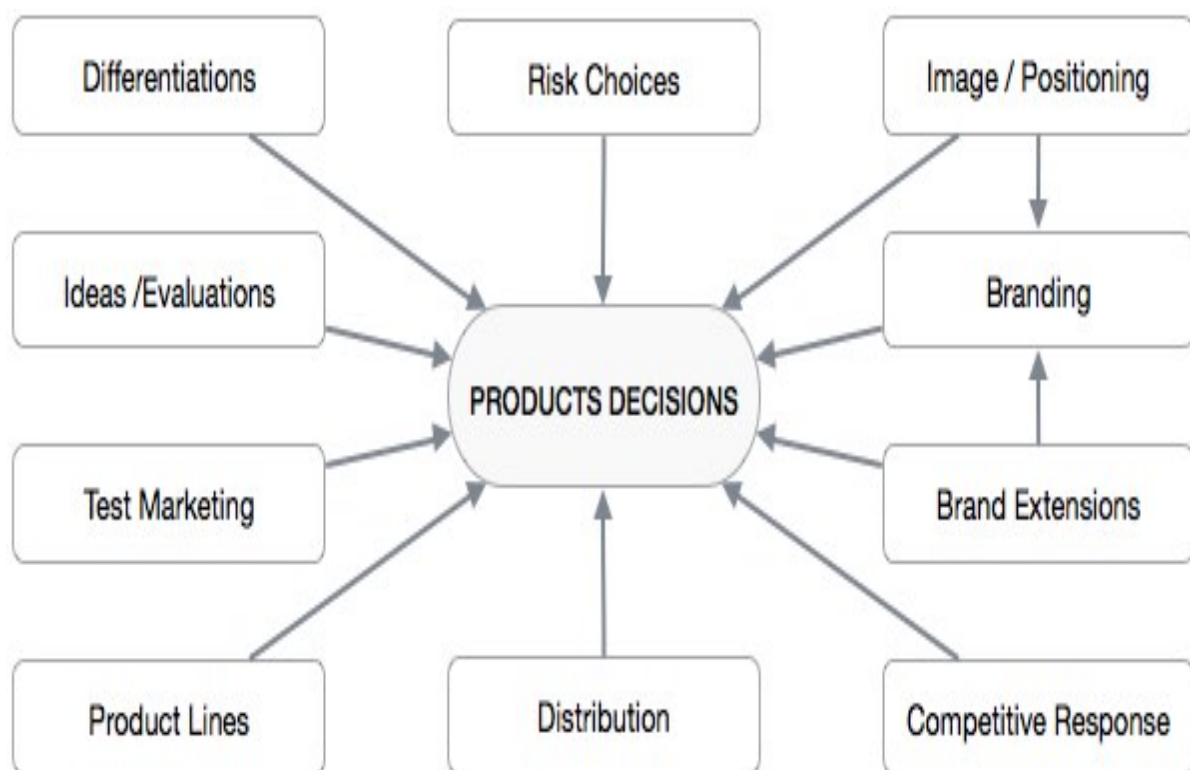 Differentiations
Risk Choices
Image / Positioning
Ideas /Evaluations
Branding
PRODUCTS DECISIONS
Test Marketing
Brand Extensions
Product Lines
Distribution
Competitive Response